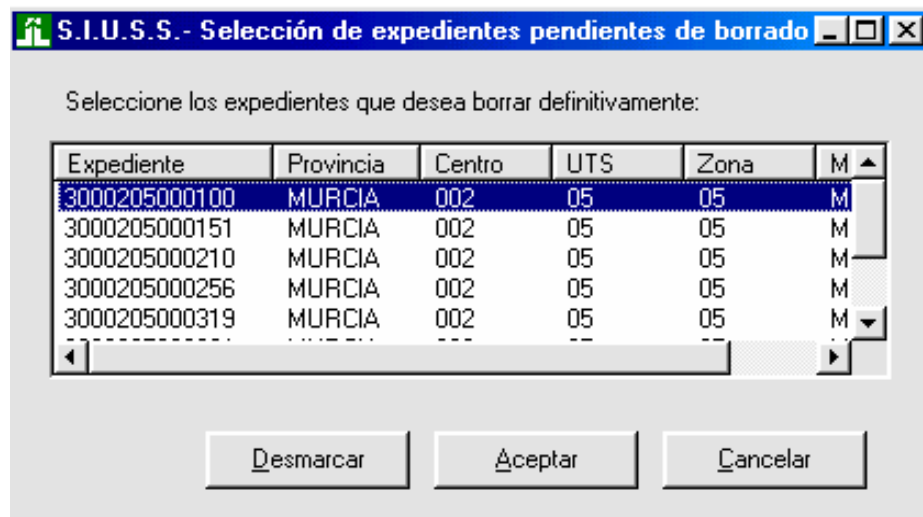 S.I.U.S.S.- Selección de expedientes pendientes de borrado
Seleccione los expedientes que desea borrar definitivamente:
Expediente Provincia Centro UTS Zona M
3000205000100 MURCIA 002 05 05 M
3000205000151 MURCIA 002 05 05 M
3000205000210 MURCIA 002 05 05 M
3000205000256 MURCIA 002 05 05 M
3000205000319 MURCIA 002 05 05 M
Desmarcar Aceptar Cancelar